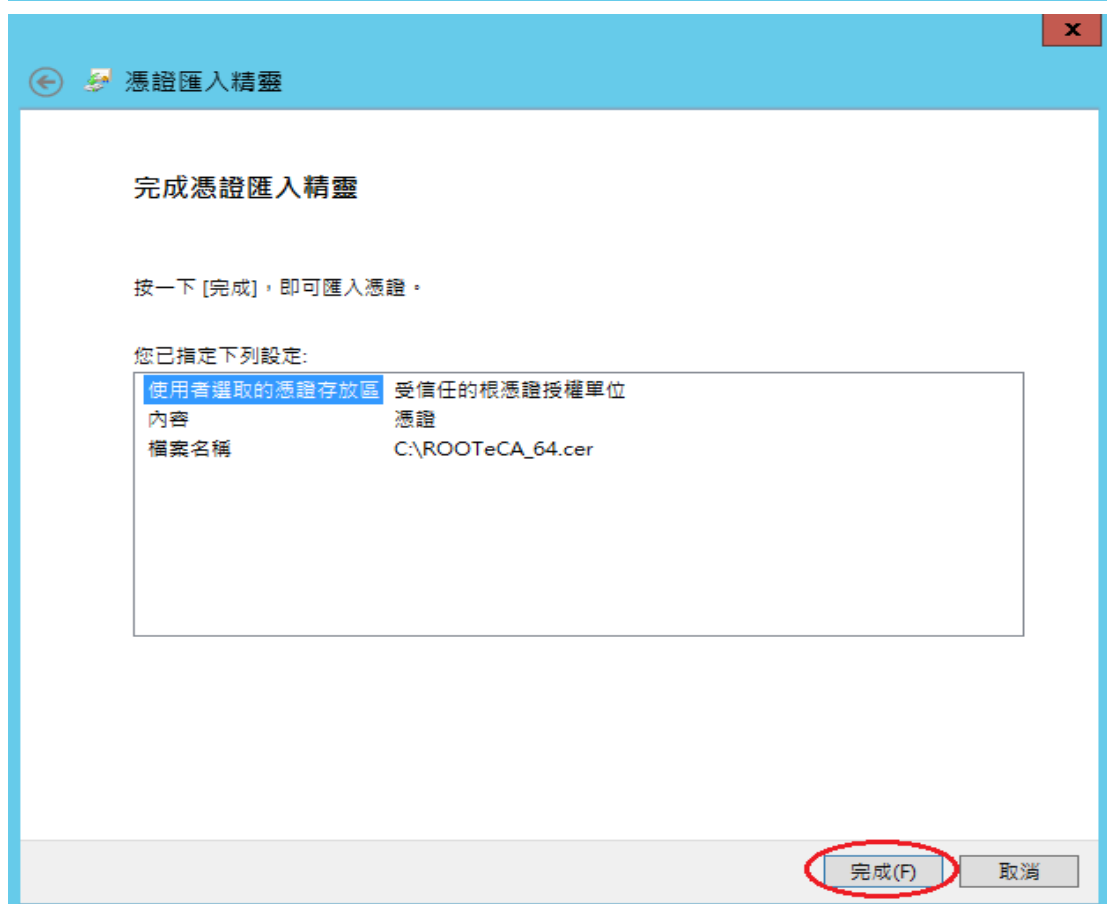 x
憑證匯入精靈
完成憑證匯入精靈
按一下 [完成]，即可匯入憑證。
您已指定下列設定:
使用者選取的憑證存放區 受信任的根憑證授權單位
內容 憑證
檔案名稱 C:\ROOTeCA_64.cer
完成(F) 取消